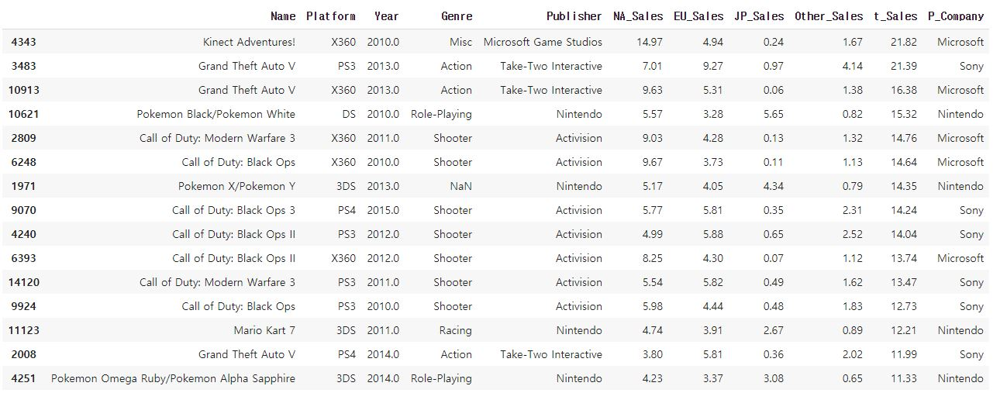 Name Platform Year Genre Publisher NA_Sales EU_Sales JP_Sales Other_Sales t_Sales P_Company
4343 Kinect Adventures! X360 2010.0 Misc Microsoft Game Studios 14.97 4.94 0.24 1.67 21.82 Microsoft
3483 Grand Theft Auto V PS3 2013.0 Action Take-Two Interactive 7.01 9.27 0.97 4.14 21.39 Sony
10913 Grand Theft Auto V X360 2013.0 Action Take-Two Interactive 9.63 5.31 0.06 1.38 16.38 Microsoft
10621 Pokemon Black/Pokemon White DS 2010.0 Role-Playing Nintendo 5.57 3.28 5.65 0.82 15.32 Nintendo
2809 Call of Duty: Modern Warfare 3 X360 2011.0 Shooter Activision 9.03 4.28 0.13 1.32 14.76 Microsoft
6248 Call of Duty: Black Ops X360 2010.0 Shooter Activision 9.67 3.73 0.11 1.13 14.64 Microsoft
1971 Pokemon X/Pokemon Y 3DS 2013.0 NaN Nintendo 5.17 4.05 4.34 0.79 14.35 Nintendo
9070 Call of Duty: Black Ops 3 PS4 2015.0 Shooter Activision 5.77 5.81 0.35 2.31 14.24 Sony
4240 Call of Duty: Black Ops II PS3 2012.0 Shooter Activision 4.99 5.88 0.65 2.52 14.04 Sony
6393 Call of Duty: Black Ops II X360 2012.0 Shooter Activision 8.25 4.30 0.07 1.12 13.74 Microsoft
14120 Call of Duty: Modern Warfare 3 PS3 2011.0 Shooter Activision 5.54 5.82 0.49 1.62 13.47 Sony
9924 Call of Duty: Black Ops PS3 2010.0 Shooter Activision 5.98 4.44 0.48 1.83 12.73 Sony
11123 Mario Kart 7 3DS 2011.0 Racing Nintendo 4.74 3.91 2.67 0.89 12.21 Nintendo
2008 Grand Theft Auto V PS4 2014.0 Action Take-Two Interactive 3.80 5.81 0.36 2.02 11.99 Sony
4251 Pokemon Omega Ruby/Pokemon Alpha Sapphire 3DS 2014.0 Role-Playing Nintendo 4.23 3.37 3.08 0.65 11.33 Nintendo